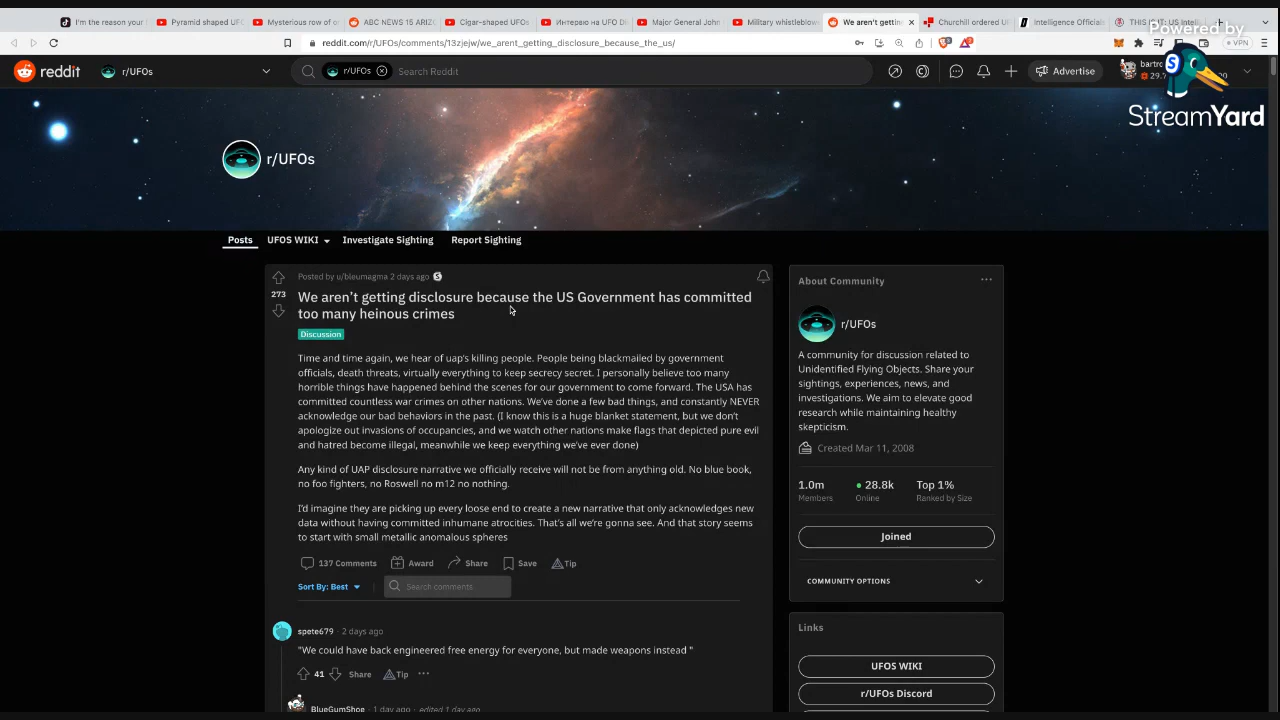 I'm the reason your
Pyramid shaped UFO
Mysterious row of o
ABC NEWS 15 ARIZO
Cigar-shaped UFOs
Интервю на UFO D
Major General John
Military whistleblowe
We aren't getting
Churchill ordered UF
Intelligence Officials
THIS IS IT: US Intel
Powered by
StreamYard
reddit.com/r/UFOs/comments/13zjejw/we_arent_getting_disclosure_because_the_us/
VPN
reddit
r/UFOs
r/UFOs
Search Reddit
Advertise
bartro
r/UFOs
Posts
UFOS WIKI
Investigate Sighting
Report Sighting
Posted by u/bleumagma 2 days ago
273
We aren't getting disclosure because the US Government has committed
too many heinous crimes
Discussion
Time and time again, we hear of uap's killing people. People being blackmailed by government
officials, death threats, virtually everything to keep secrecy secret. I personally believe too many
horrible things have happened behind the scenes for our government to come forward. The USA has
committed countless war crimes on other nations. We've done a few bad things, and constantly NEVER
acknowledge our bad behaviors in the past. (I know this is a huge blanket statement, but we don't
apologize out invasions of occupancies, and we watch other nations make flags that depicted pure evil
and hatred become illegal, meanwhile we keep everything we've ever done)
Any kind of UAP disclosure narrative we officially receive will not be from anything old. No blue book,
no foo fighters, no Roswell no m12 no nothing.
I'd imagine they are picking up every loose end to create a new narrative that only acknowledges new
data without having committed inhumane atrocities. That's all we're gonna see. And that story seems
to start with small metallic anomalous spheres
137 Comments
Award
Share
Save
Tip
Sort By: Best
Search comments
spete679 · 2 days ago
"We could have back engineered free energy for everyone, but made weapons instead "
41
Share
Tip
BlueGumShoe · 1 day ago · edited 1 day ago
About Community
r/UFOs
A community for discussion related to
Unidentified Flying Objects. Share your
sightings, experiences, news, and
investigations. We aim to elevate good
research while maintaining healthy
skepticism.
Created Mar 11, 2008
1.0m
28.8k
Top 1%
Members
Online
Ranked by Size
Joined
COMMUNITY OPTIONS
Links
UFOS WIKI
r/UFOs Discord